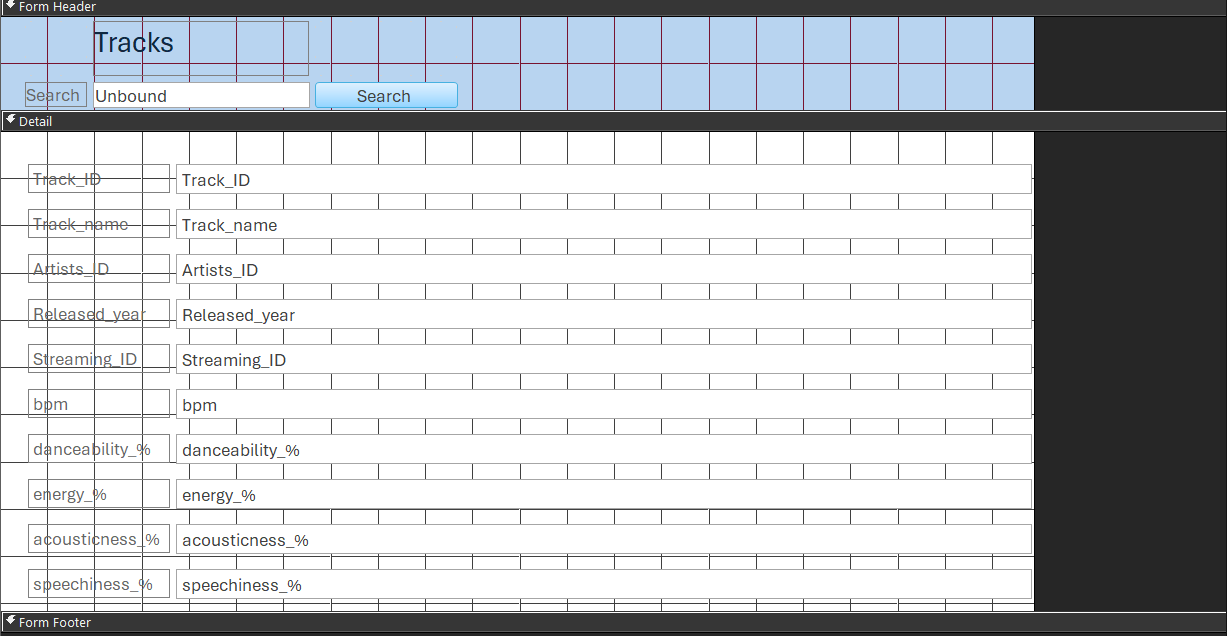 Form Header
Tracks
Search Unbound Search
Detail
Track_ID Track_ID
Track_name Track_name
Artists_ID Artists_ID
Released_year Released_year
Streaming_ID Streaming_ID
bpm bpm
danceability_% danceability_%
energy_% energy_%
acousticness_% acousticness_%
speechiness_% speechiness_%
Form Footer